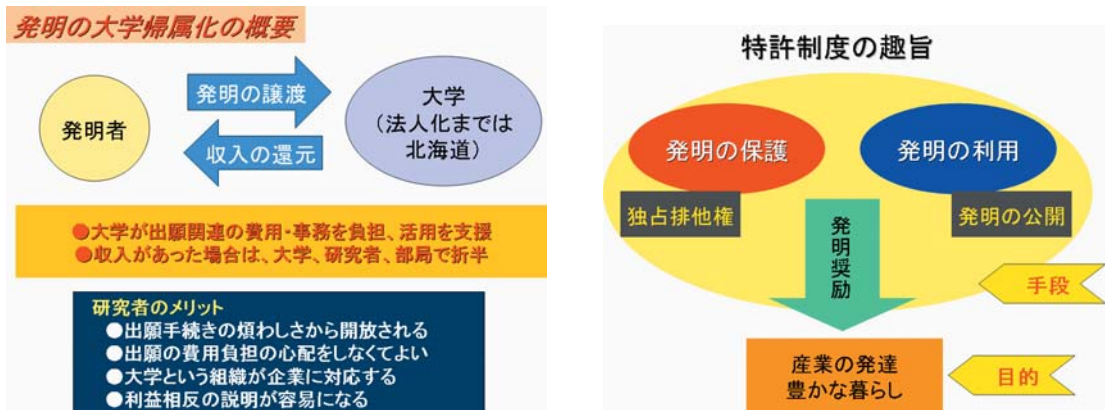 発明の大学帰属化の概要
発明者
発明の譲渡
収入の還元
大学
(法人化までは
北海道)
●大学が出願関連の費用・事務を負担、活用を支援
●収入があった場合は、大学、研究者、部局で折半
研究者のメリット
●出願手続きの煩わしさから開放される
●出願の費用負担の心配をしなくてよい
●大学という組織が企業に対応する
●利益相反の説明が容易になる
特許制度の趣旨
発明の保護
発明の利用
独占排他権
発明の公開
発明奨励
手段
産業の発達
豊かな暮らし
目的